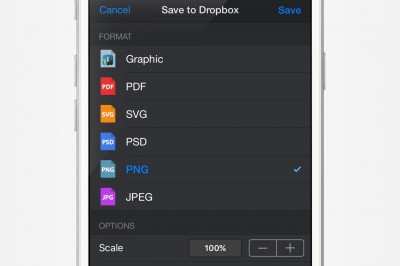 Cancel Save to Dropbox Save
FORMAT
Graphic
PDF PDF
SVG SVG
PSD PSD
PNG PNG
JPG JPEG
OPTIONS
Scale 100% − +